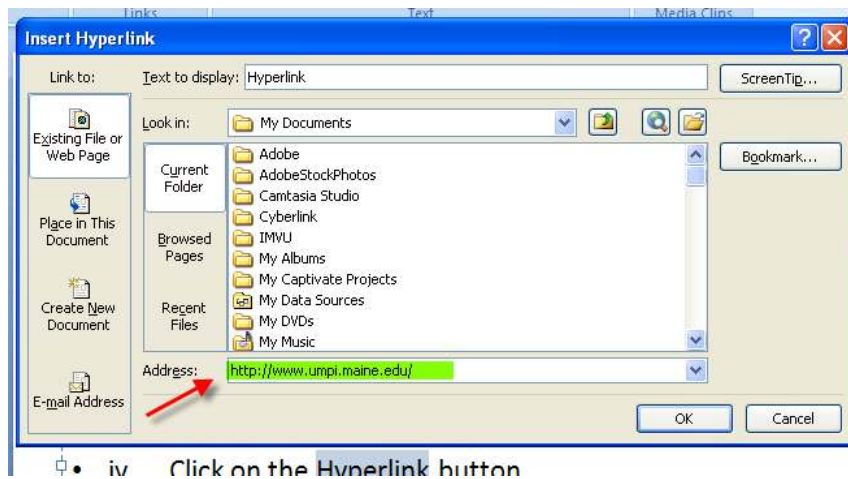 Links Text Media Clips
Insert Hyperlink
Link to:
Text to display: Hyperlink
ScreenTip...
Existing File or
Web Page
Look in: My Documents
Bookmark...
Current
Folder
Browsed
Pages
Recent
Files
Adobe
AdobeStockPhotos
Camtasia Studio
Cyberlink
IMVU
My Albums
My Captivate Projects
My Data Sources
My DVDs
My Music
Place in This
Document
Create New
Document
E-mail Address
Address: http://www.umpi.maine.edu/
OK Cancel
• iv Click on the Hyperlink button